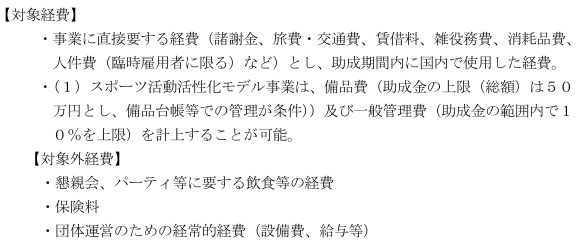 【対象経費】
・事業に直接要する経費（諸謝金、旅費・交通費、賃借料、雑役務費、消耗品費、
人件費（臨時雇用者に限る）など）とし、助成期間内に国内で使用した経費。
・（１）スポーツ活動活性化モデル事業は、備品費（助成金の上限（総額）は５０
万円とし、備品台帳等での管理が条件））及び一般管理費（助成金の範囲内で１
０％を上限）を計上することが可能。
【対象外経費】
・懇親会、パーティ等に要する飲食等の経費
・保険料
・団体運営のための経常的経費（設備費、給与等）